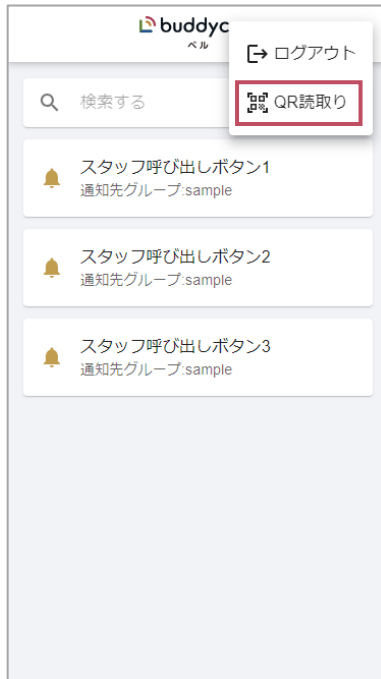 buddyc
ベル
ログアウト
QR読取り
検索する
スタッフ呼び出しボタン1
通知先グループ:sample
スタッフ呼び出しボタン2
通知先グループ:sample
スタッフ呼び出しボタン3
通知先グループ:sample